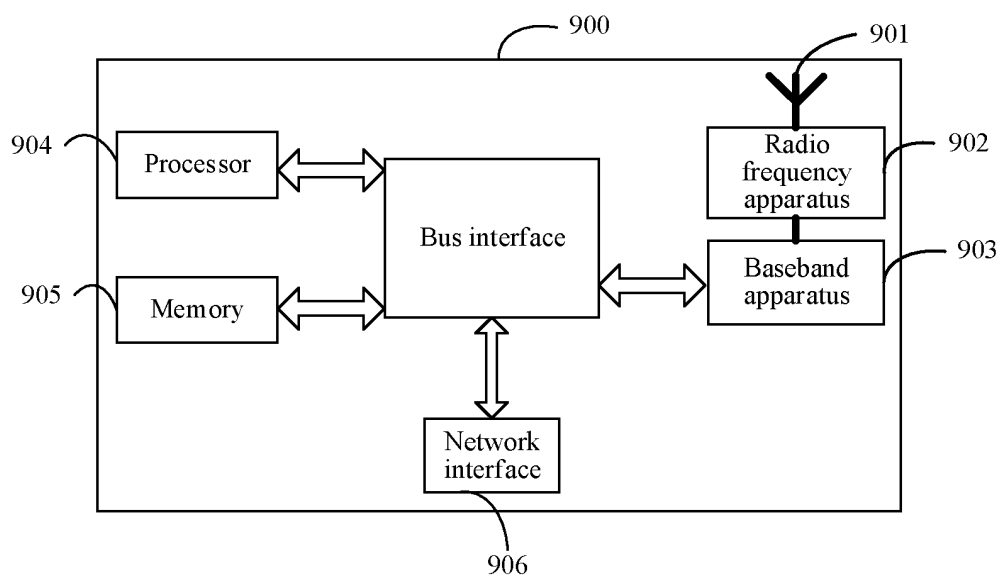 900
901
904
Processor
Radio
frequency
apparatus
902
Bus interface
905
Memory
Baseband
apparatus
903
Network
interface
906